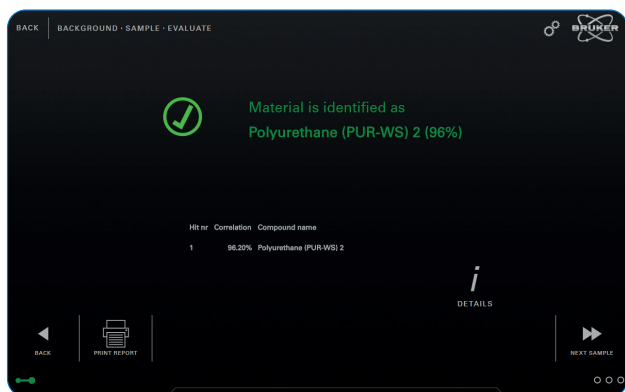 BACK BACKGROUND · SAMPLE · EVALUATE
BRUKER
Material is identified as
Polyurethane (PUR-WS) 2 (96%)
Hit nr Correlation Compound name
1 96.20% Polyurethane (PUR-WS) 2
i
DETAILS
BACK PRINT REPORT NEXT SAMPLE